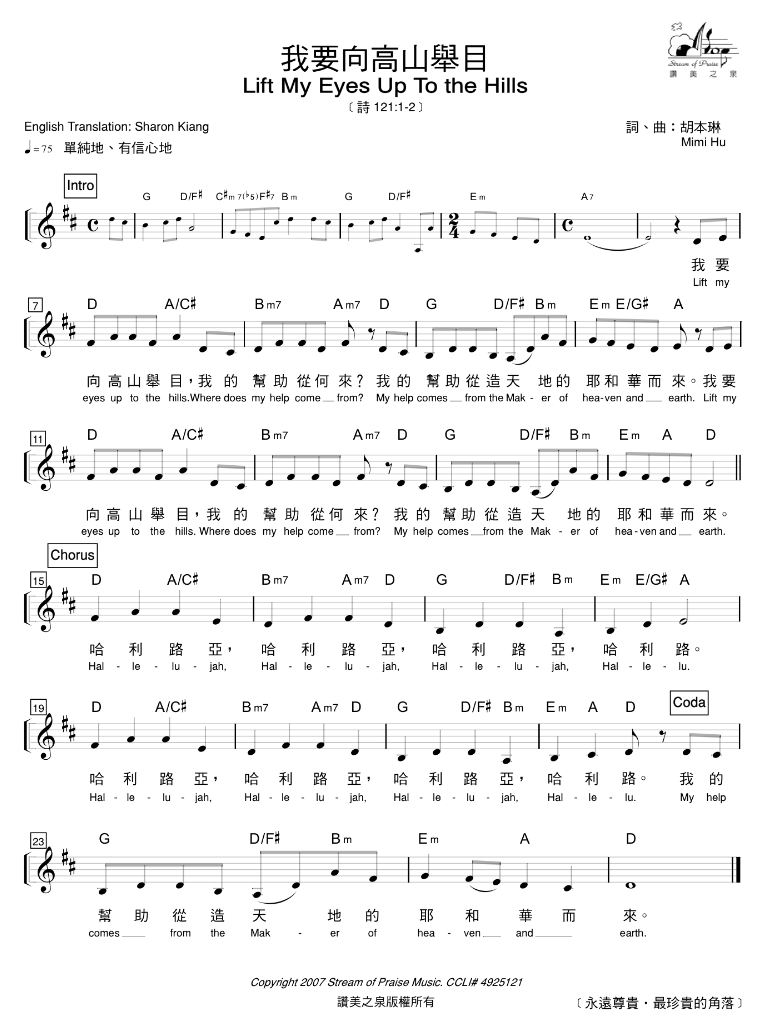 Stream of Praise
讚美之泉
我要向高山舉目
Lift My Eyes Up To the Hills
〔詩 121:1-2〕
English Translation: Sharon Kiang
詞、曲：胡本琳
Mimi Hu
♩=75 單純地、有信心地
Intro
G D/F♯ C♯m7(♭5) F♯7 Bm G D/F♯ Em A7
我要
Lift my
7
D A/C♯ Bm7 Am7 D G D/F♯ Bm Em E/G♯ A
向高山舉目，我的幫助從何來？我的幫助從造天地的耶和華而來。我要
eyes up to the hills. Where does my help come from? My help comes from the Mak-er of hea-ven and earth. Lift my
11
D A/C♯ Bm7 Am7 D G D/F♯ Bm Em A D
向高山舉目，我的幫助從何來？我的幫助從造天地的耶和華而來。
eyes up to the hills. Where does my help come from? My help comes from the Mak-er of hea-ven and earth.
Chorus
15
D A/C♯ Bm7 Am7 D G D/F♯ Bm Em E/G♯ A
哈利路亞，哈利路亞，哈利路亞，哈利路。
Hal-le-lu-jah, Hal-le-lu-jah, Hal-le-lu-jah, Hal-le-lu.
19
D A/C♯ Bm7 Am7 D G D/F♯ Bm Em A D
Coda
哈利路亞，哈利路亞，哈利路亞，哈利路。我的
Hal-le-lu-jah, Hal-le-lu-jah, Hal-le-lu-jah, Hal-le-lu. My help
23
G D/F♯ Bm Em A D
幫助從造天地的耶和華而來。
comes from the Mak-er of hea-ven and earth.
Copyright 2007 Stream of Praise Music. CCLI# 4925121
讚美之泉版權所有
〔永遠尊貴・最珍貴的角落〕